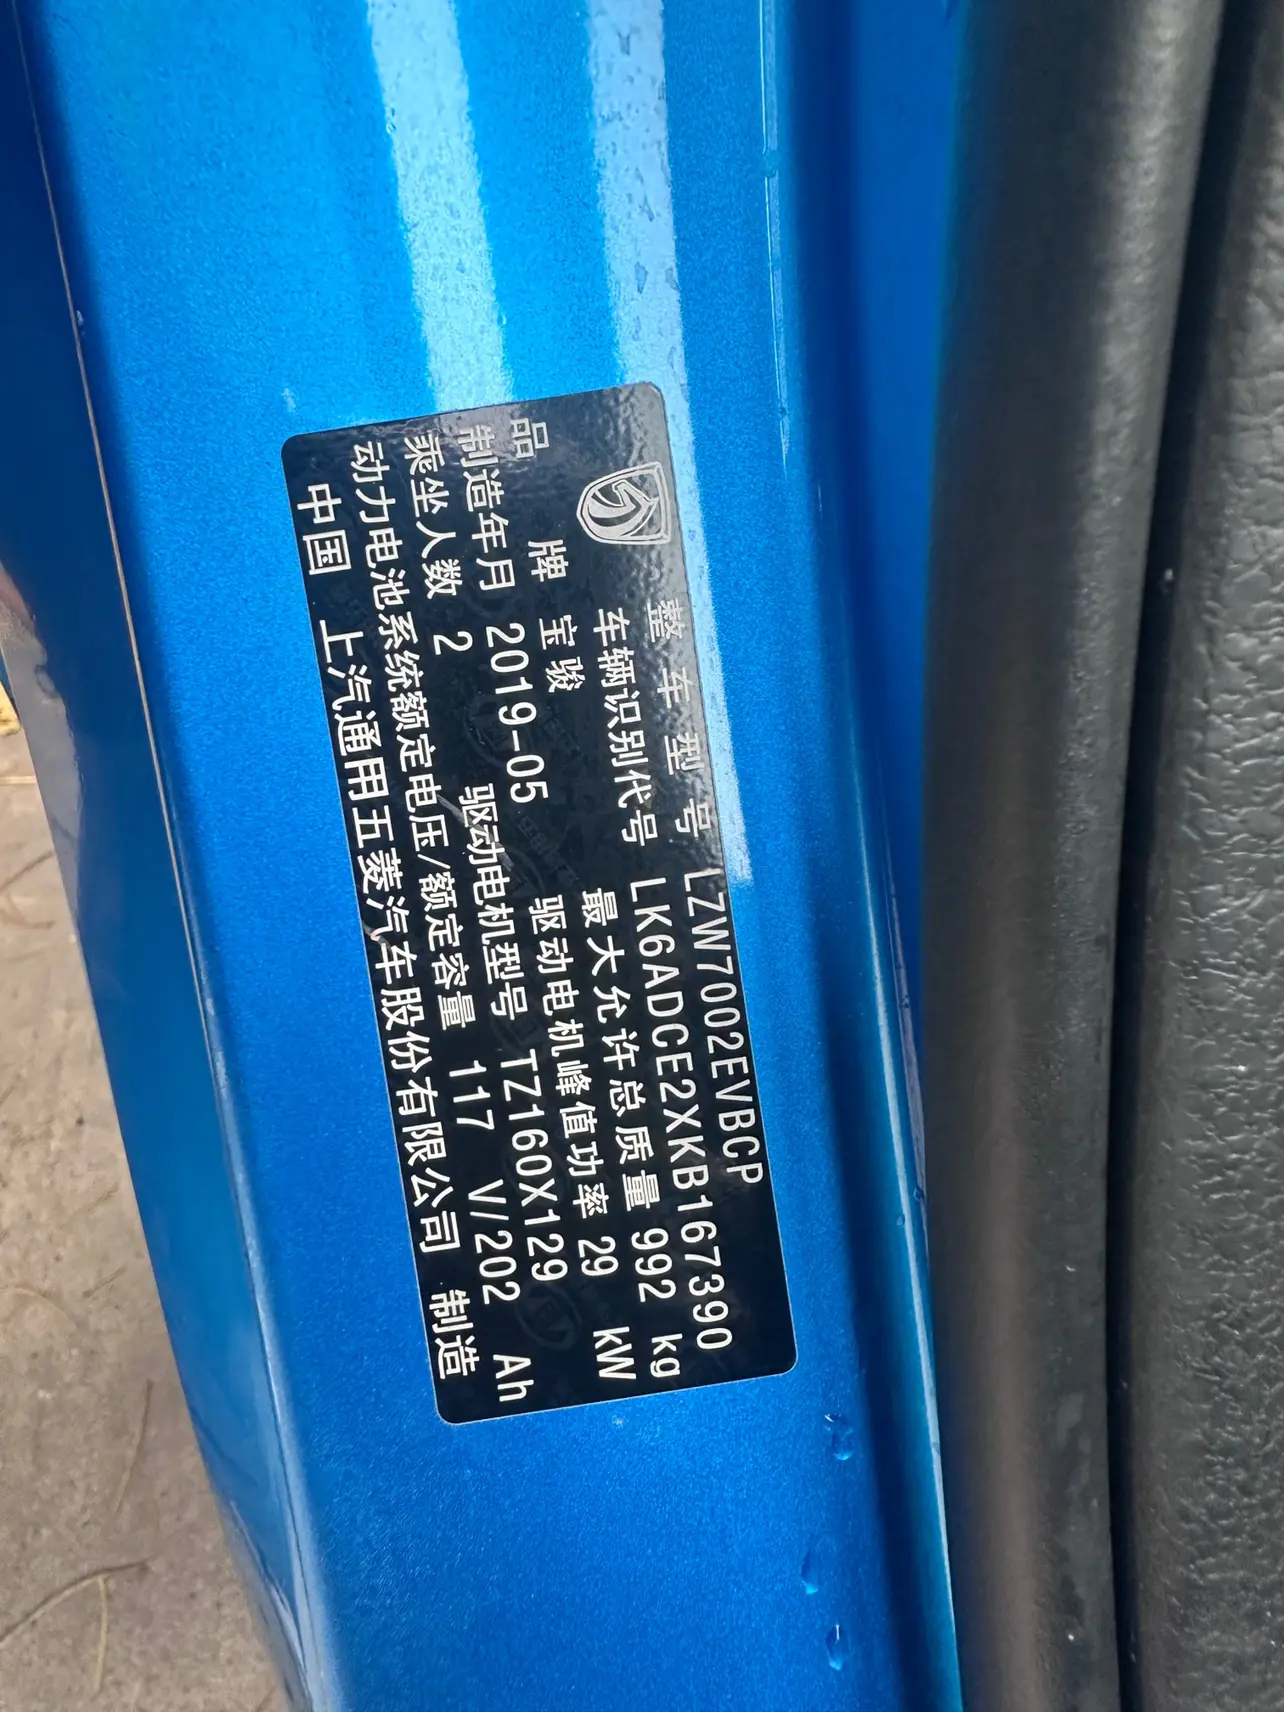 整车型号 LZW7002EVBCP
车辆识别代号 LK6ADCE2XKB167390
品牌 宝骏 最大允许总质量 992 kg
制造年月 2019-05 驱动电机峰值功率 29 kW
乘坐人数 2 驱动电机型号 TZ160X129
动力电池系统额定电压/额定容量 117 V/202 Ah
中国 上汽通用五菱汽车股份有限公司 制造